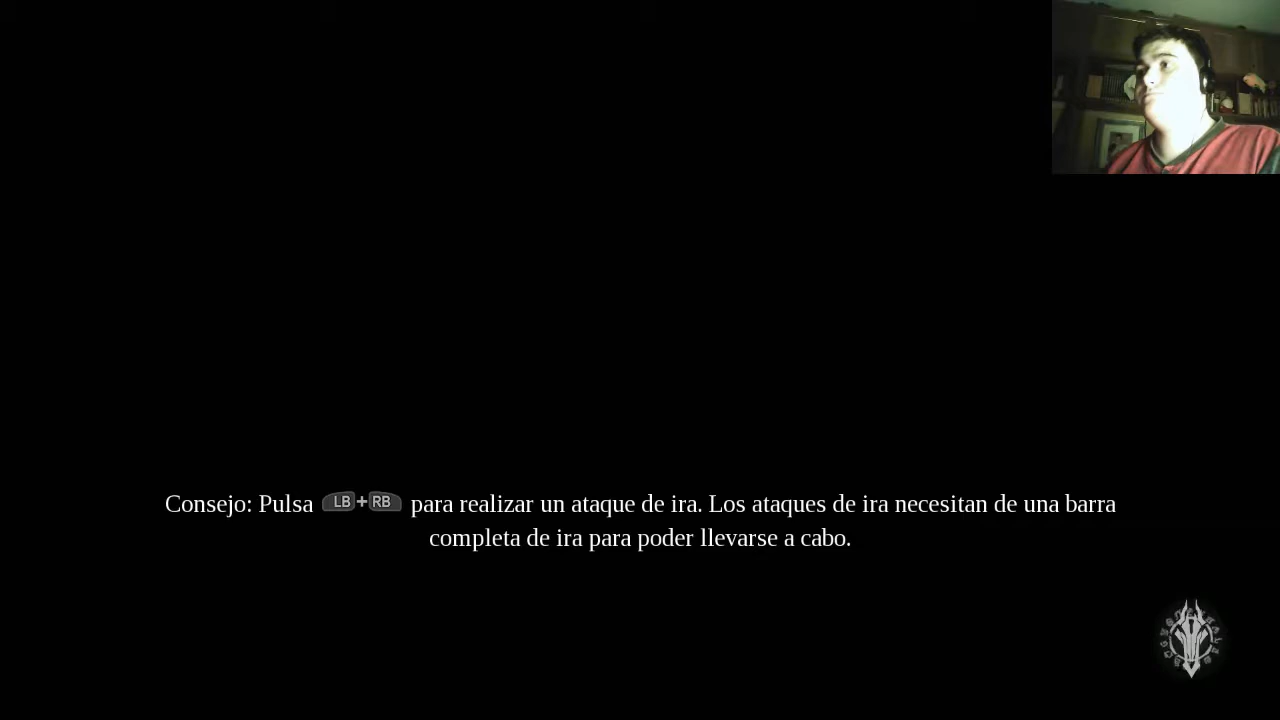 Consejo: Pulsa LB+RB para realizar un ataque de ira. Los ataques de ira necesitan de una barra
completa de ira para poder llevarse a cabo.